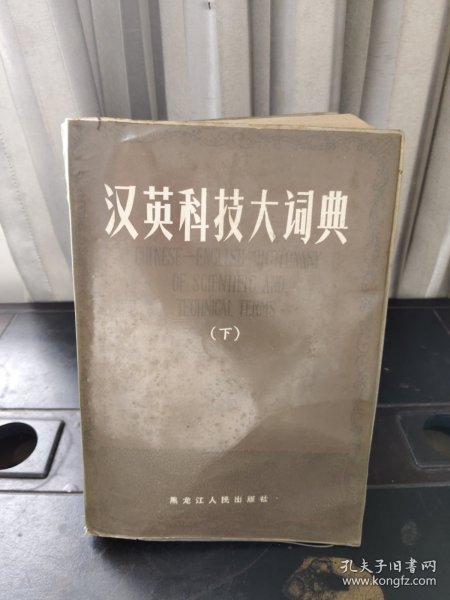 汉英科技大词典
CHINESE—ENGLISH DICTIONARY
OF SCIENTIFIC AND
TECHNICAL TERMS
(下)
黑龙江人民出版社
孔夫子旧书网
www.kongfz.com